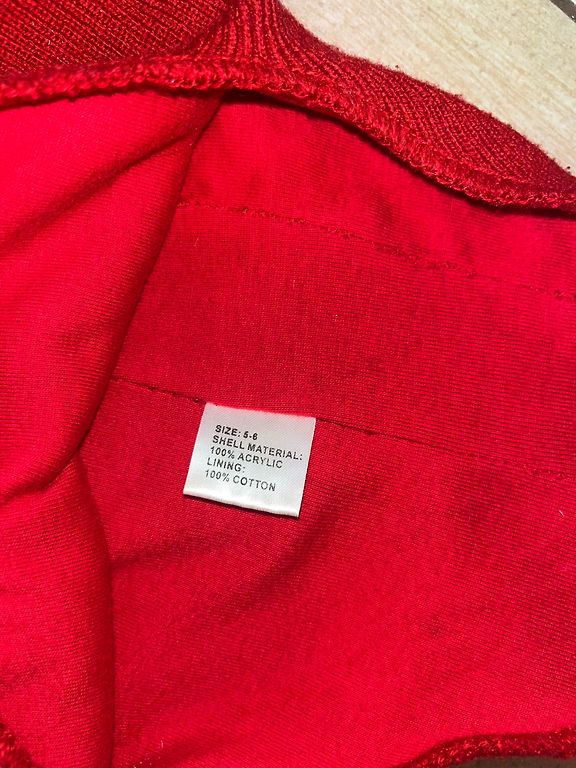 SIZE: 5-6
SHELL MATERIAL:
100% ACRYLIC
LINING:
100% COTTON